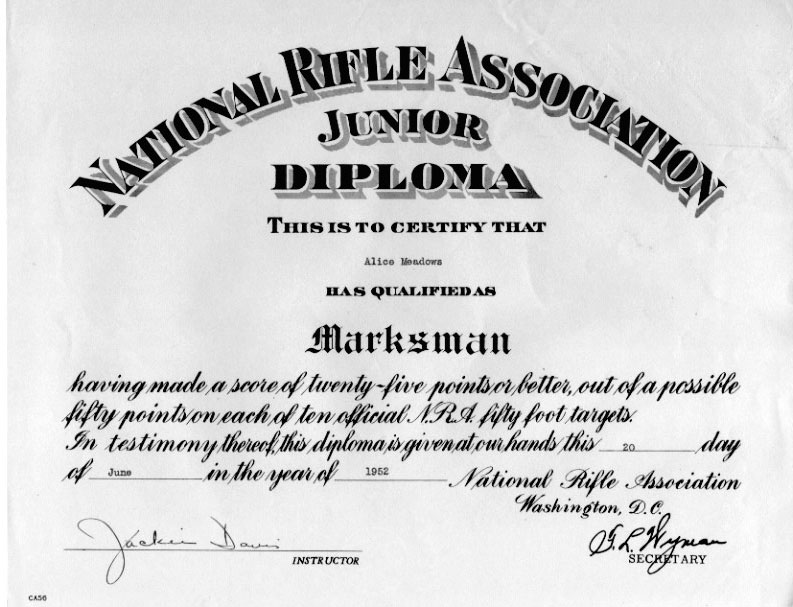 NATIONAL RIFLE ASSOCIATION
JUNIOR
DIPLOMA
THIS IS TO CERTIFY THAT
Alice Meadows
HAS QUALIFIED AS
Marksman
having made a score of twenty-five points or better, out of a possible
fifty points on each of ten official N.R.A. fifty foot targets.
In testimony thereof, this diploma is given at our hands this 20 day
of June in the year of 1952 National Rifle Association
Washington, D.C.
Jackie Davis
INSTRUCTOR
F. L. Wyman
SECRETARY
CA56